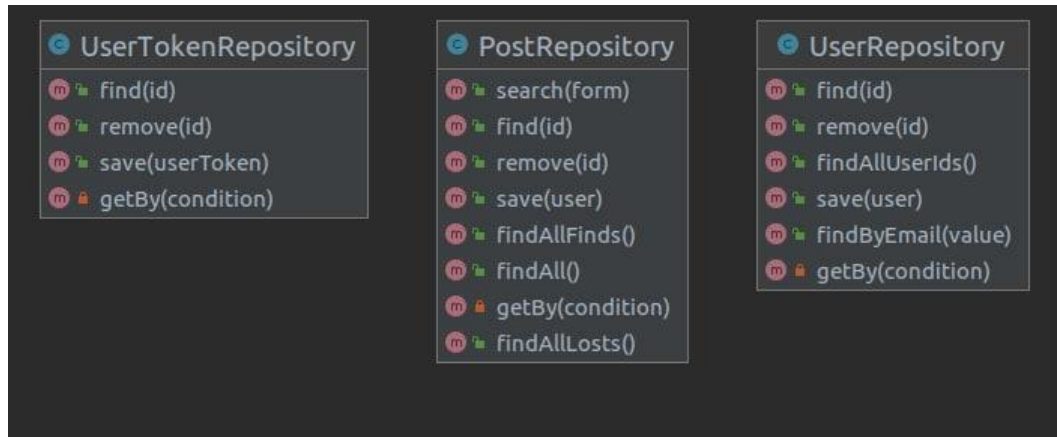 UserTokenRepository
find(id)
remove(id)
save(userToken)
getBy(condition)
PostRepository
search(form)
find(id)
remove(id)
save(user)
findAllFinds()
findAll()
getBy(condition)
findAllLosts()
UserRepository
find(id)
remove(id)
findAllUserIds()
save(user)
findByEmail(value)
getBy(condition)